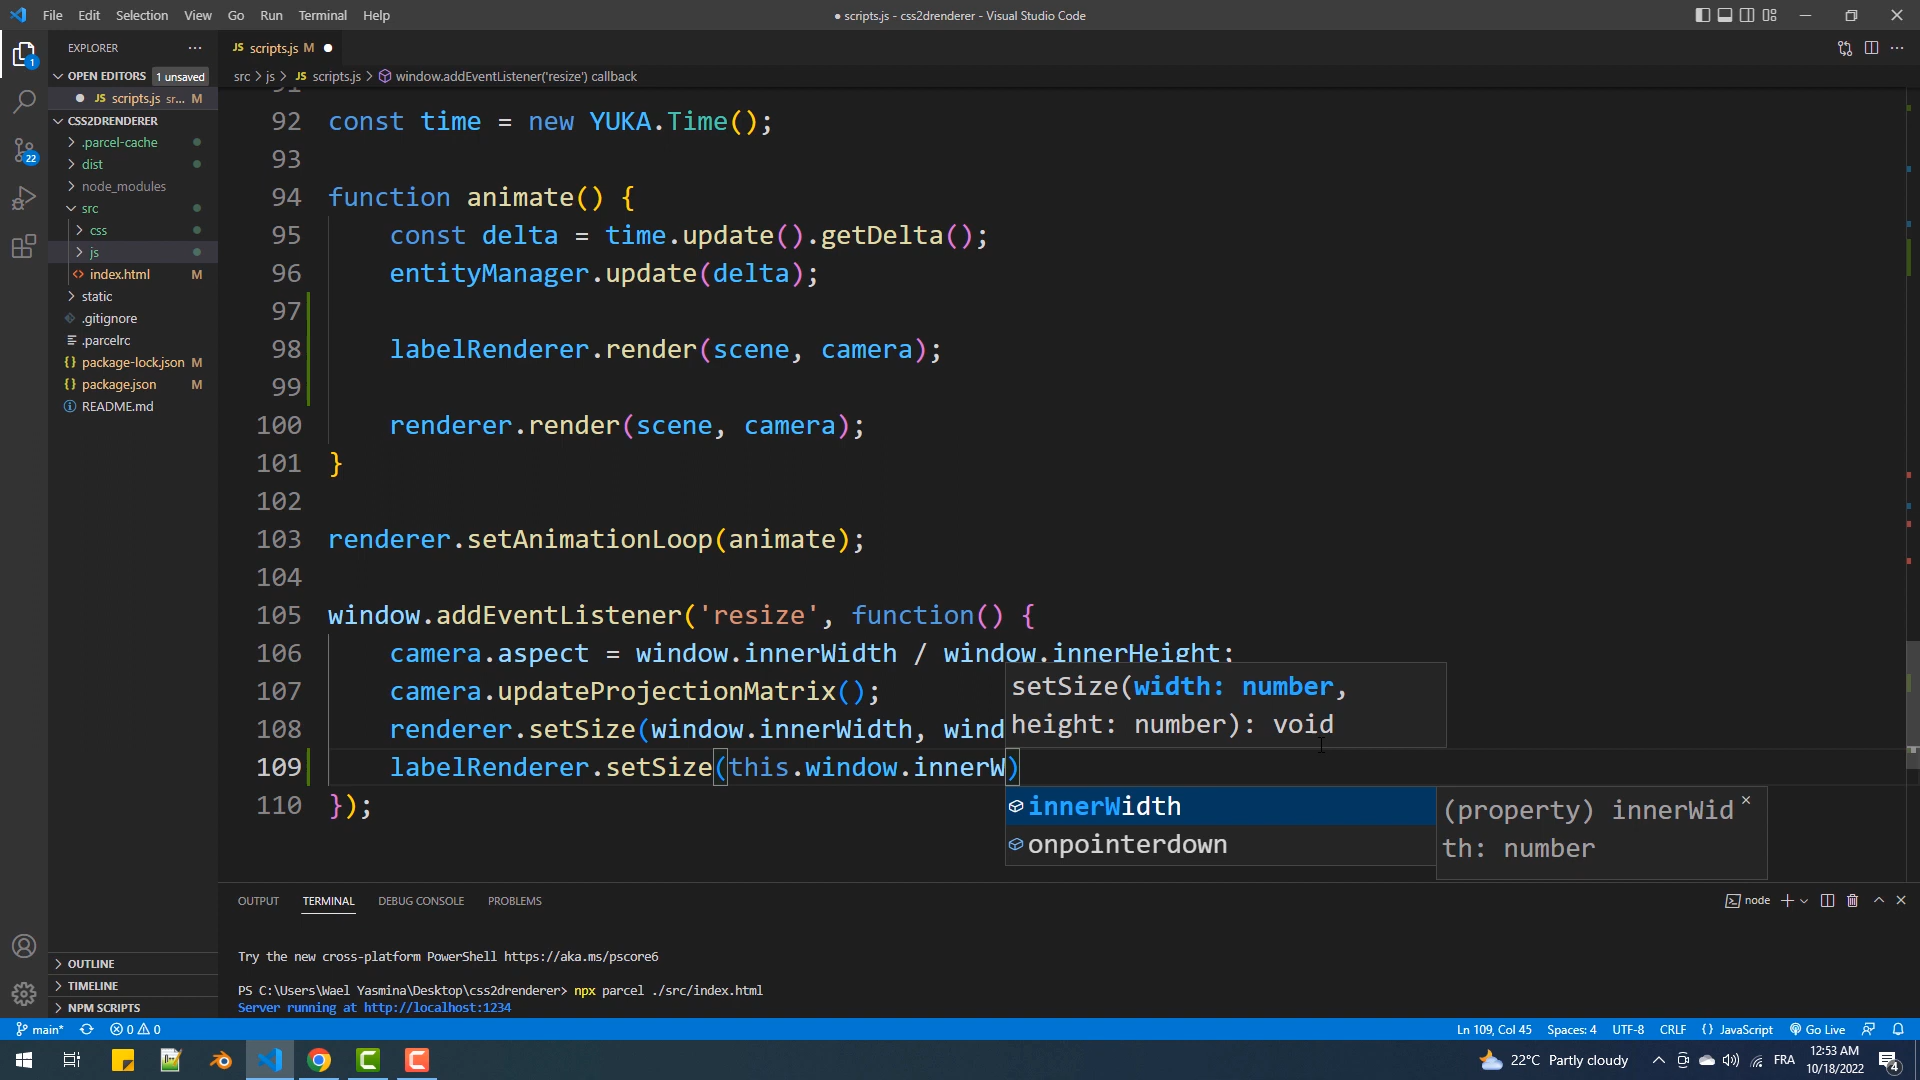 File Edit Selection View Go Run Terminal Help
● scripts.js - css2drenderer - Visual Studio Code
EXPLORER
OPEN EDITORS 1 unsaved
JS scripts.js sr... M
CSS2DRENDERER
.parcel-cache
dist
node_modules
src
css
js
index.html M
static
.gitignore
.parcelrc
package-lock.json M
package.json M
README.md
OUTLINE
TIMELINE
NPM SCRIPTS
1
22
JS scripts.js M
src > js > JS scripts.js > window.addEventListener('resize') callback
91
92 const time = new YUKA.Time();
93
94 function animate() {
95 const delta = time.update().getDelta();
96 entityManager.update(delta);
97
98 labelRenderer.render(scene, camera);
99
100 renderer.render(scene, camera);
101 }
102
103 renderer.setAnimationLoop(animate);
104
105 window.addEventListener('resize', function() {
106 camera.aspect = window.innerWidth / window.innerHeight;
107 camera.updateProjectionMatrix();
108 renderer.setSize(window.innerWidth, wind
109 labelRenderer.setSize(this.window.innerW)
110 });
setSize(width: number,
height: number): void
innerWidth
onpointerdown
(property) innerWid
th: number
OUTPUT TERMINAL DEBUG CONSOLE PROBLEMS
node
Try the new cross-platform PowerShell https://aka.ms/pscore6
PS C:\Users\Wael Yasmina\Desktop\css2drenderer> npx parcel ./src/index.html
Server running at http://localhost:1234
main* 0 0
Ln 109, Col 45 Spaces: 4 UTF-8 CRLF {} JavaScript Go Live
22°C Partly cloudy FRA
12:53 AM
10/18/2022
4